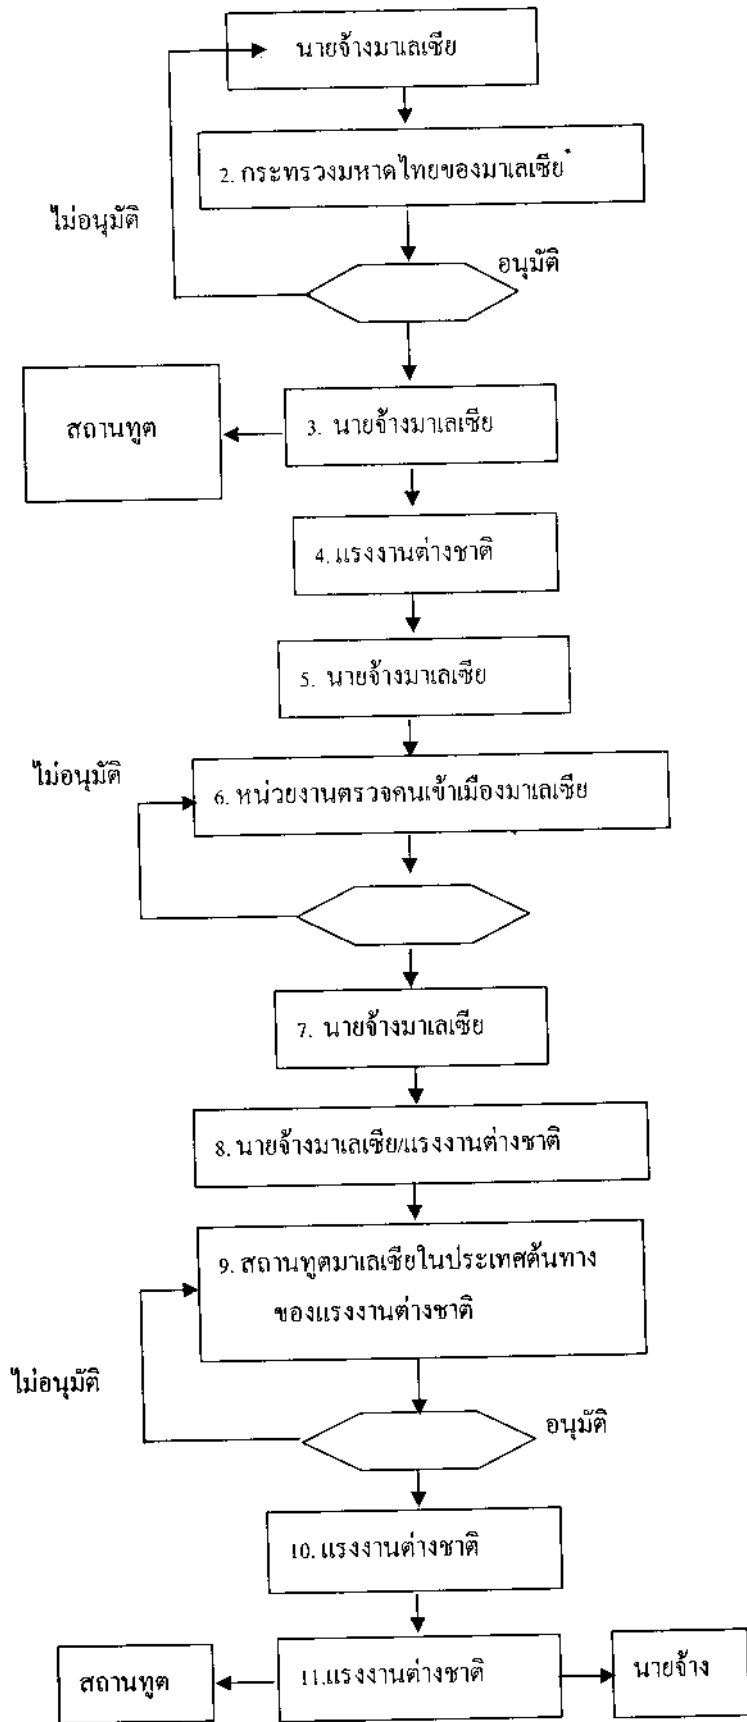 นายจ้างมาเลเซีย
2. กระทรวงมหาดไทยของมาเลเซีย*
ไม่อนุมัติ
อนุมัติ
สถานทูต
3. นายจ้างมาเลเซีย
4. แรงงานต่างชาติ
5. นายจ้างมาเลเซีย
ไม่อนุมัติ
6. หน่วยงานตรวจคนเข้าเมืองมาเลเซีย
7. นายจ้างมาเลเซีย
8. นายจ้างมาเลเซีย/แรงงานต่างชาติ
9. สถานทูตมาเลเซียในประเทศต้นทาง
ของแรงงานต่างชาติ
ไม่อนุมัติ
อนุมัติ
10. แรงงานต่างชาติ
สถานทูต
11.แรงงานต่างชาติ
นายจ้าง